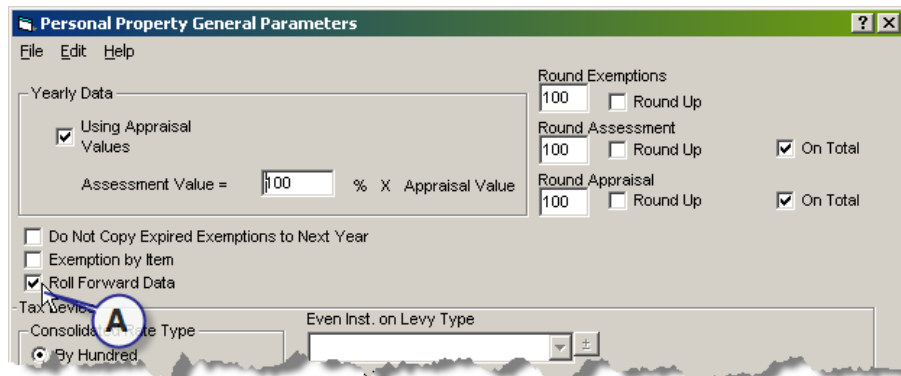 Personal Property General Parameters
File Edit Help
Yearly Data
Using Appraisal
Values
Assessment Value = 100 % X Appraisal Value
Round Exemptions
100 Round Up
Round Assessment
100 Round Up On Total
Round Appraisal
100 Round Up On Total
Do Not Copy Expired Exemptions to Next Year
Exemption by Item
Roll Forward Data
A
Consolidated Rate Type
By Hundred
Even Inst. on Levy Type